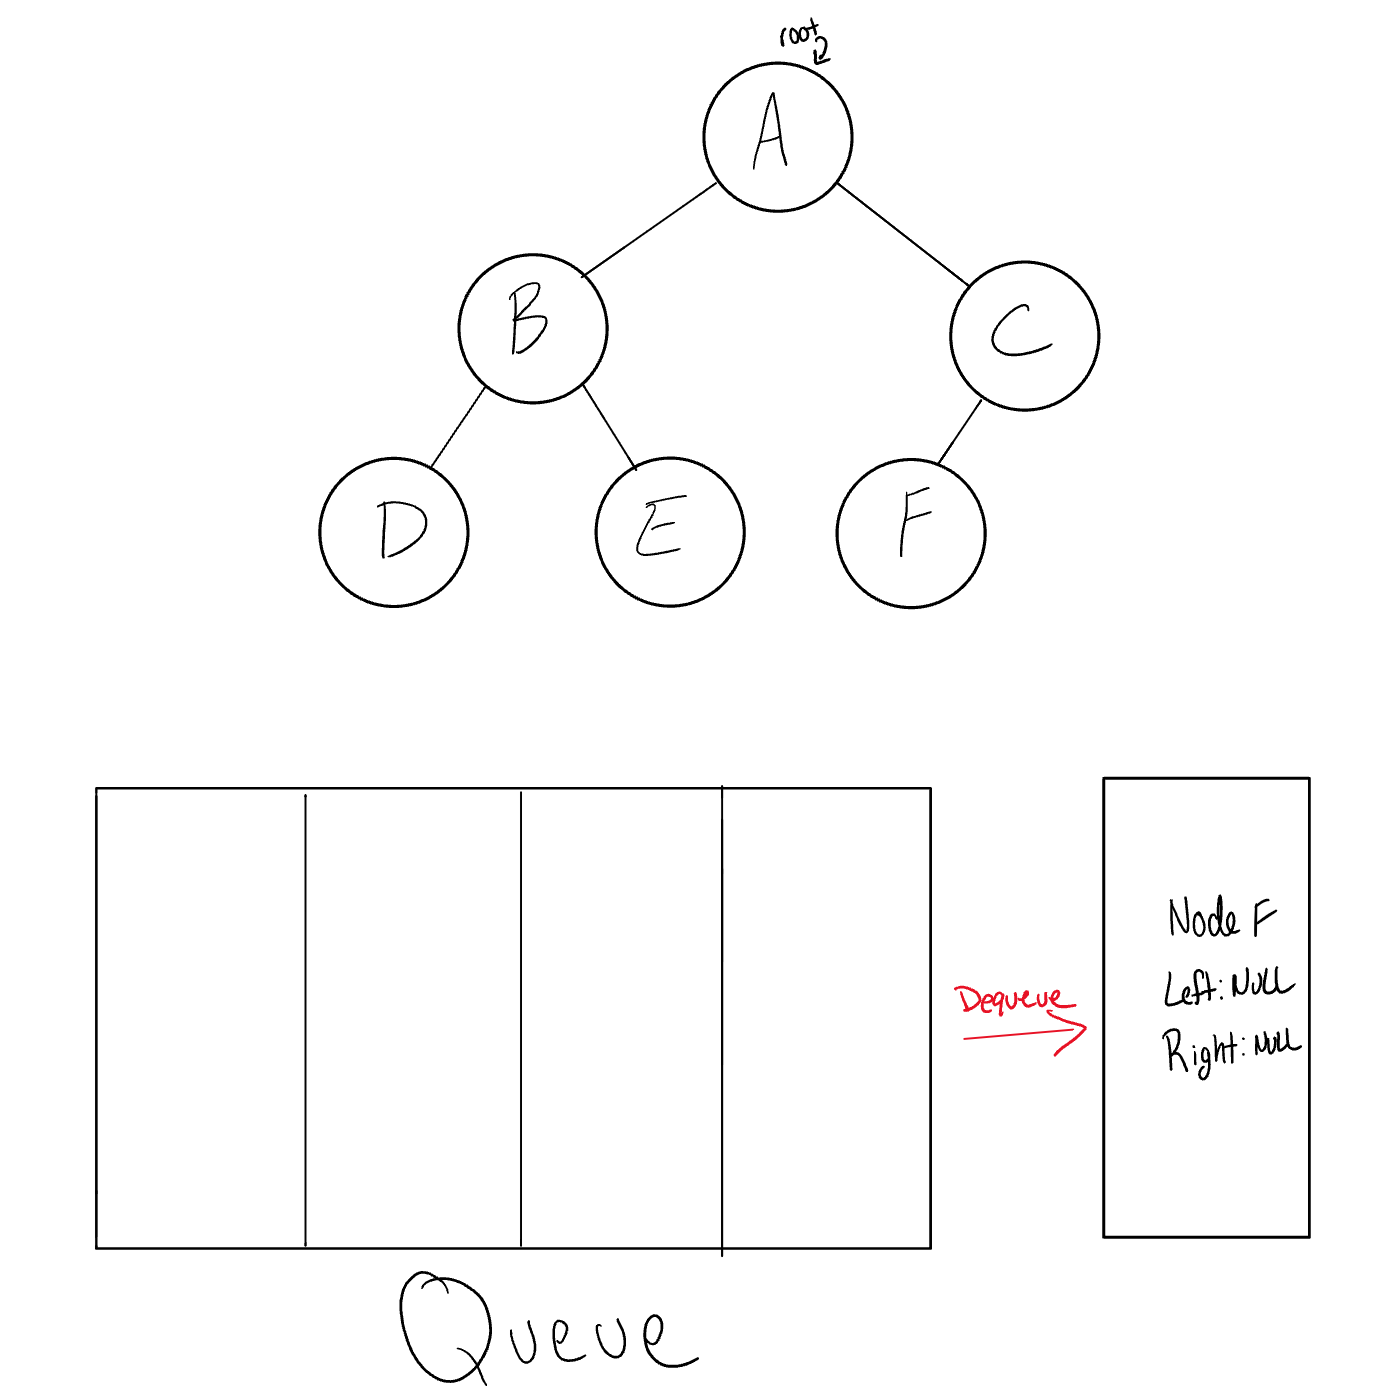 root
A
B
C
D
E
F
Dequeue
Node F
Left: NULL
Right: NULL
Queue